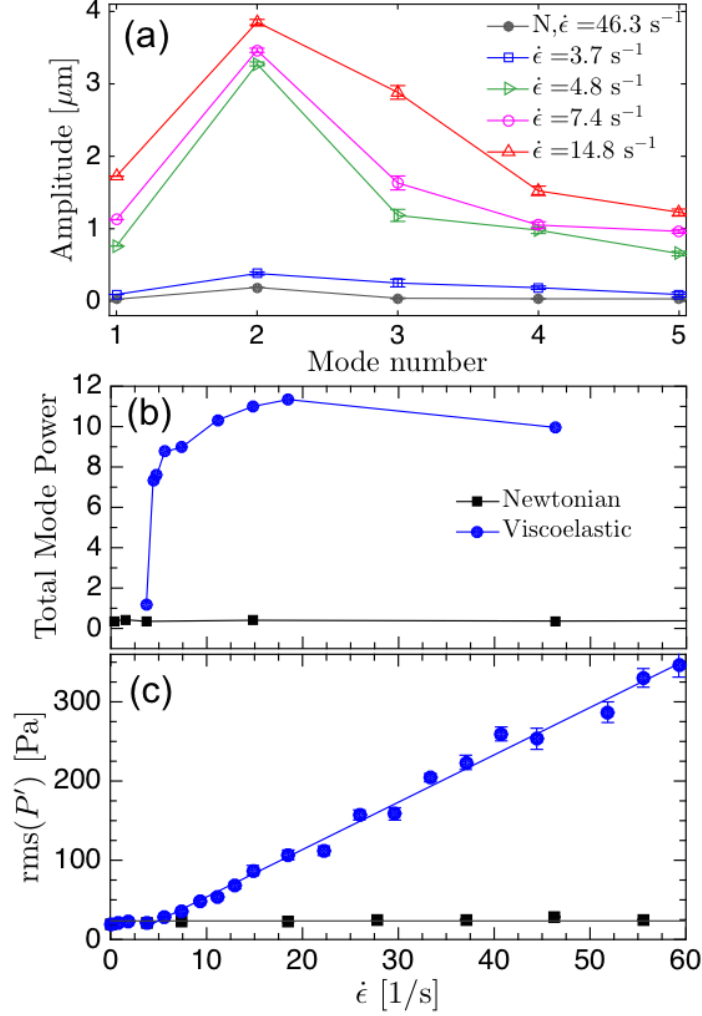 (a)
Amplitude [μm]
4
3
2
1
0
N, ϵ̇ =46.3 s⁻¹
ϵ̇ =3.7 s⁻¹
ϵ̇ =4.8 s⁻¹
ϵ̇ =7.4 s⁻¹
ϵ̇ =14.8 s⁻¹
1 2 3 4 5
Mode number
(b)
Total Mode Power
12
10
8
6
4
2
0
Newtonian
Viscoelastic
(c)
rms(P′) [Pa]
300
200
100
0
0 10 20 30 40 50 60
ϵ̇ [1/s]